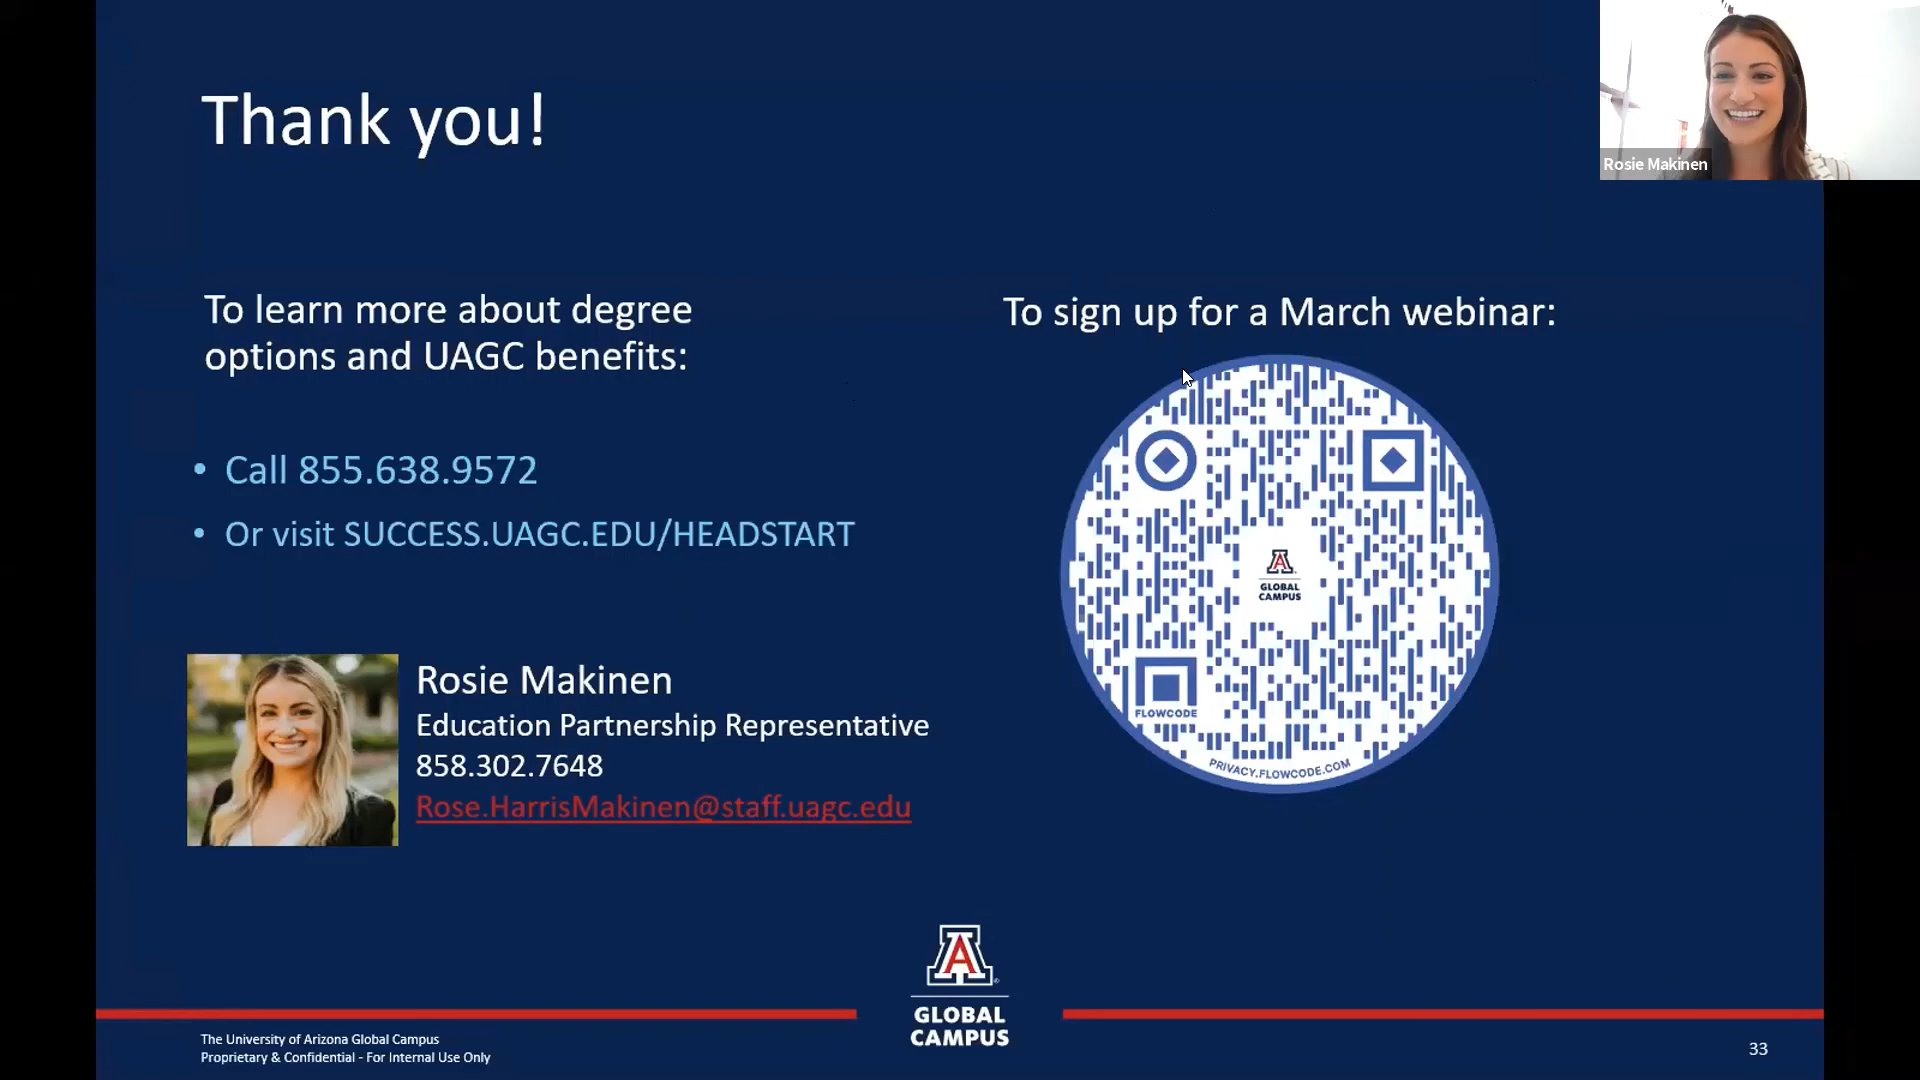 Thank you!
Rosie Makinen
To learn more about degree
options and UAGC benefits:
• Call 855.638.9572
• Or visit SUCCESS.UAGC.EDU/HEADSTART
Rosie Makinen
Education Partnership Representative
858.302.7648
Rose.HarrisMakinen@staff.uagc.edu
To sign up for a March webinar:
A
GLOBAL
CAMPUS
FLOWCODE
PRIVACY.FLOWCODE.COM
A
GLOBAL
CAMPUS
The University of Arizona Global Campus
Proprietary & Confidential - For Internal Use Only
33